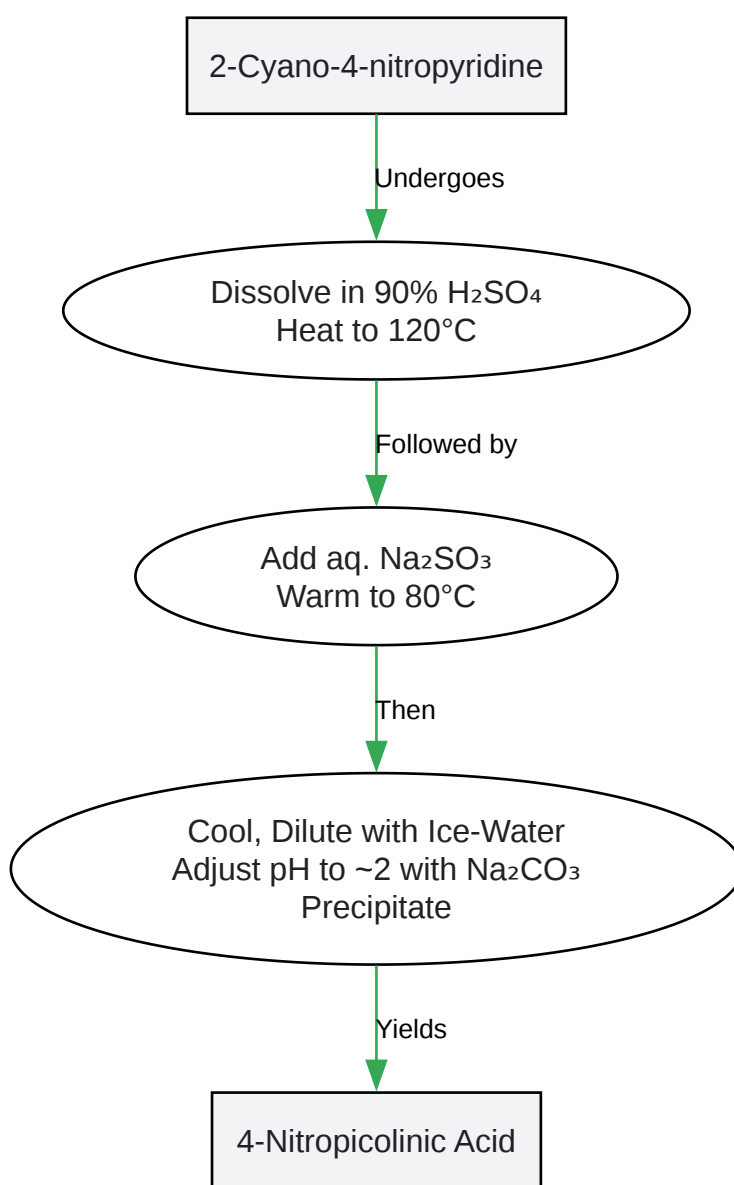 2-Cyano-4-nitropyridine
Undergoes
Dissolve in 90% H₂SO₄
Heat to 120°C
Followed by
Add aq. Na₂SO₃
Warm to 80°C
Then
Cool, Dilute with Ice-Water
Adjust pH to ~2 with Na₂CO₃
Precipitate
Yields
4-Nitropicolinic Acid